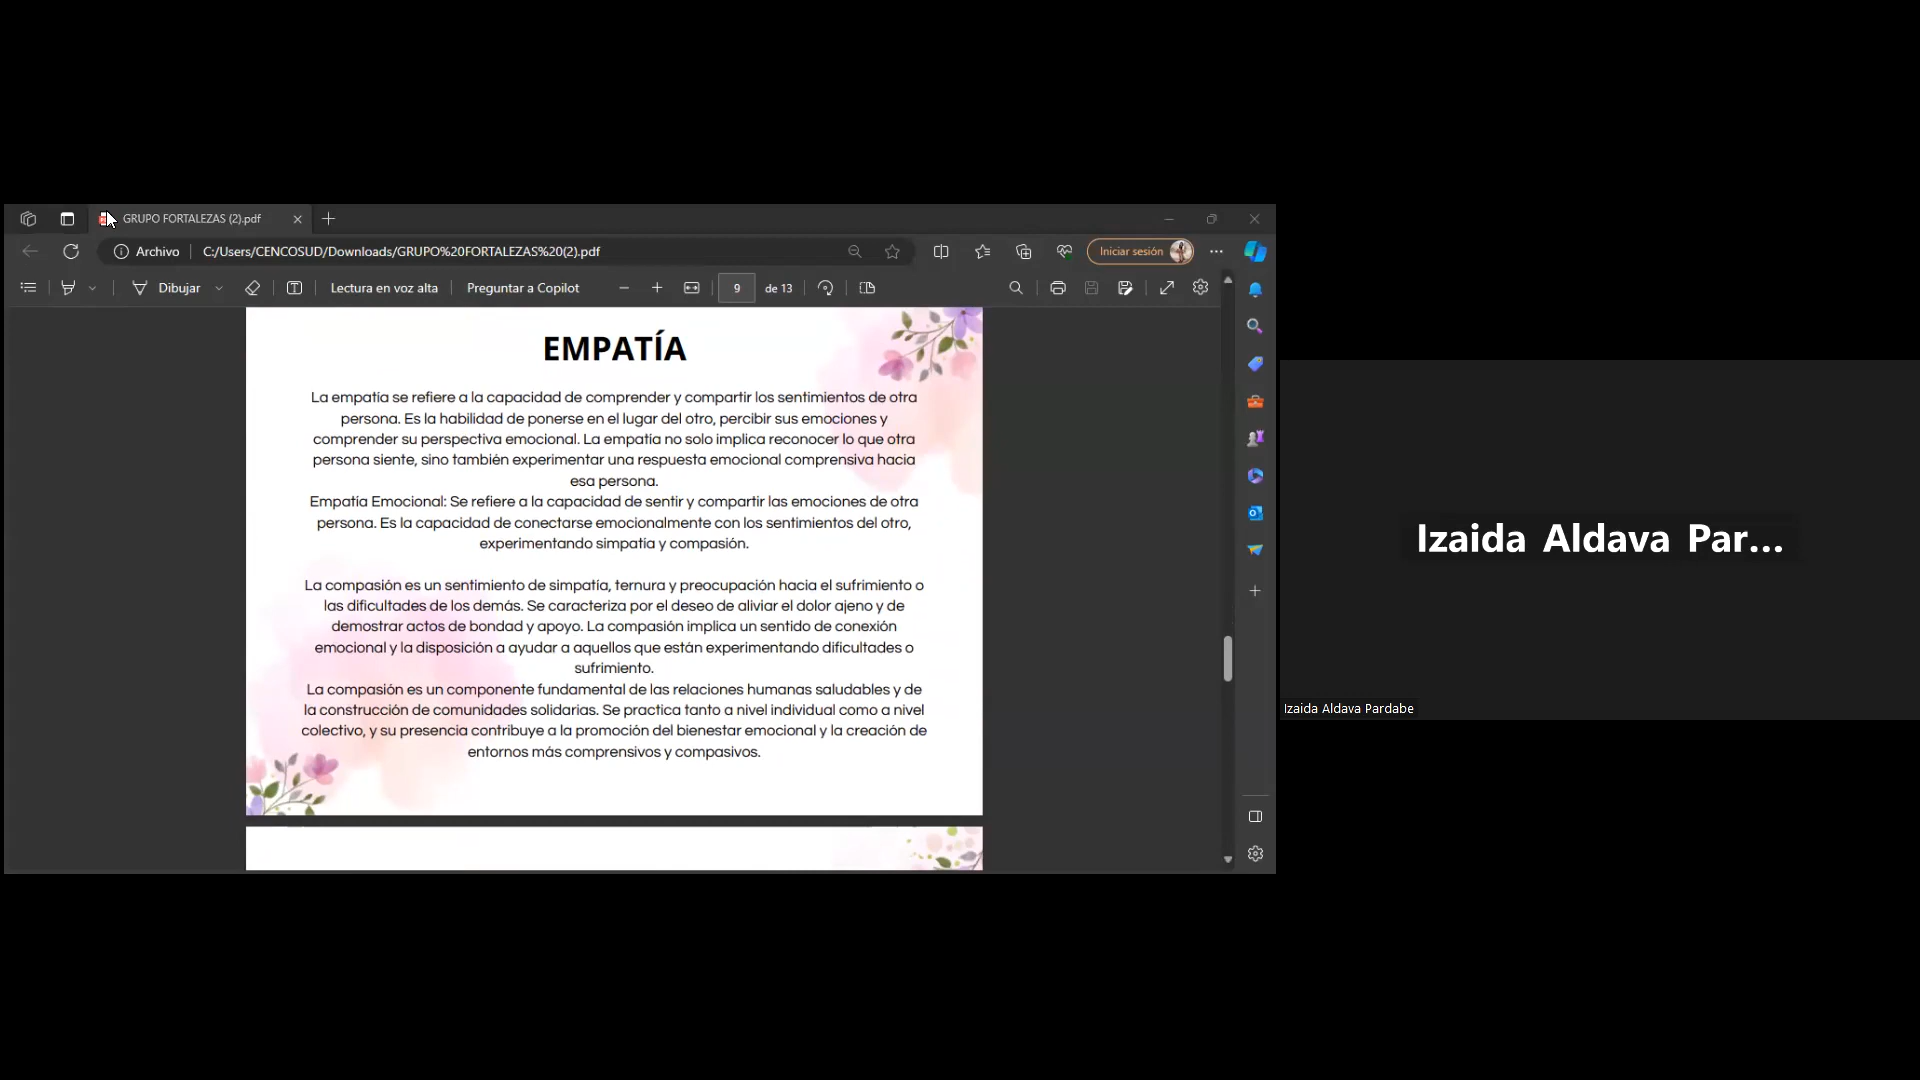 GRUPO FORTALEZAS (2).pdf
Archivo
C:/Users/CENCOSUD/Downloads/GRUPO%20FORTALEZAS%20(2).pdf
Iniciar sesión
Dibujar
Lectura en voz alta
Preguntar a Copilot
9
de 13
EMPATÍA
La empatía se refiere a la capacidad de comprender y compartir los sentimientos de otra
persona. Es la habilidad de ponerse en el lugar del otro, percibir sus emociones y
comprender su perspectiva emocional. La empatía no solo implica reconocer lo que otra
persona siente, sino también experimentar una respuesta emocional comprensiva hacia
esa persona.
Empatía Emocional: Se refiere a la capacidad de sentir y compartir las emociones de otra
persona. Es la capacidad de conectarse emocionalmente con los sentimientos del otro,
experimentando simpatía y compasión.
La compasión es un sentimiento de simpatía, ternura y preocupación hacia el sufrimiento o
las dificultades de los demás. Se caracteriza por el deseo de aliviar el dolor ajeno y de
demostrar actos de bondad y apoyo. La compasión implica un sentido de conexión
emocional y la disposición a ayudar a aquellos que están experimentando dificultades o
sufrimiento.
La compasión es un componente fundamental de las relaciones humanas saludables y de
la construcción de comunidades solidarias. Se practica tanto a nivel individual como a nivel
colectivo, y su presencia contribuye a la promoción del bienestar emocional y la creación de
entornos más comprensivos y compasivos.
Izaida Aldava Par...
Izaida Aldava Pardabe